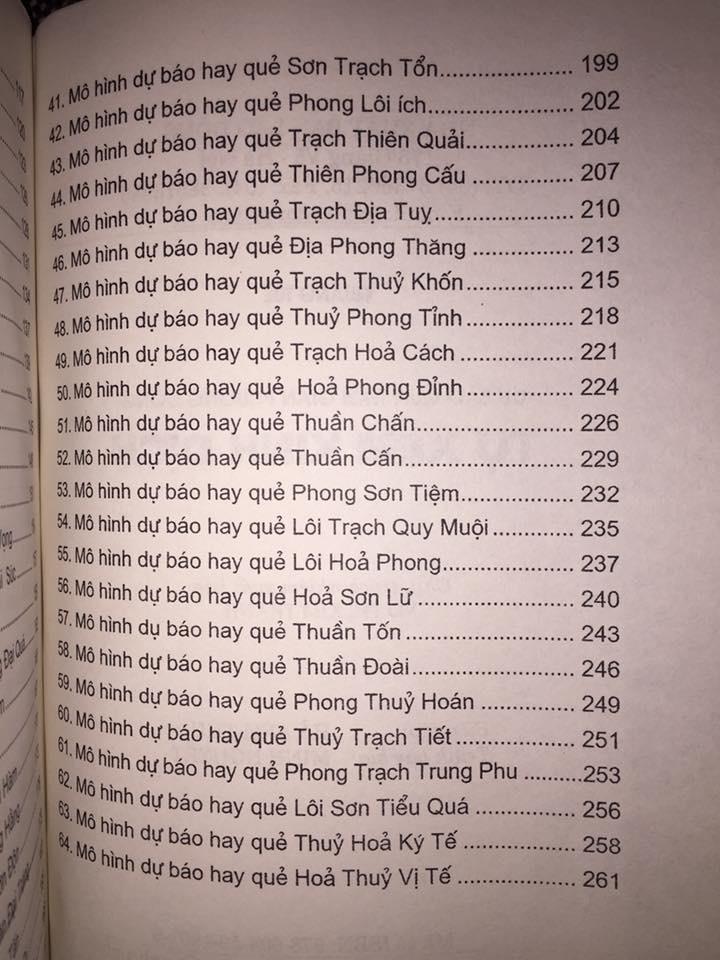 41. Mô hình dự báo hay quẻ Sơn Trạch Tổn...................... 199
42. Mô hình dự báo hay quẻ Phong Lôi ích........................ 202
43. Mô hình dự báo hay quẻ Trạch Thiên Quải.................. 204
44. Mô hình dự báo hay quẻ Thiên Phong Cấu ................. 207
45. Mô hình dự báo hay quẻ Trạch Địa Tuỵ....................... 210
46. Mô hình dự báo hay quẻ Địa Phong Thăng ................. 213
47. Mô hình dự báo hay quẻ Trạch Thuỷ Khốn.................. 215
48. Mô hình dự báo hay quẻ Thuỷ Phong Tỉnh.................. 218
49. Mô hình dự báo hay quẻ Trạch Hoả Cách.................... 221
50. Mô hình dự báo hay quẻ Hoả Phong Đỉnh.................. 224
51. Mô hình dự báo hay quẻ Thuần Chấn.......................... 226
52. Mô hình dự báo hay quẻ Thuần Cấn............................ 229
53. Mô hình dự báo hay quẻ Phong Sơn Tiệm................... 232
54. Mô hình dự báo hay quẻ Lôi Trạch Quy Muội.............. 235
55. Mô hình dự báo hay quẻ Lôi Hoả Phong...................... 237
56. Mô hình dự báo hay quẻ Hoả Sơn Lữ .......................... 240
57. Mô hình dụ báo hay quẻ Thuần Tốn ............................ 243
58. Mô hình dự báo hay quẻ Thuần Đoài........................... 246
59. Mô hình dự báo hay quẻ Phong Thuỷ Hoán ................ 249
60. Mô hình dự báo hay quẻ Thuỷ Trạch Tiết.................... 251
61. Mô hình dự báo hay quẻ Phong Trạch Trung Phu ..........253
62. Mô hình dự báo hay quẻ Lôi Sơn Tiểu Quá ................. 256
63. Mô hình dự báo hay quẻ Thuỷ Hoả Ký Tế ................... 258
64. Mô hình dự báo hay quẻ Hoả Thuỷ Vị Tế .................... 261